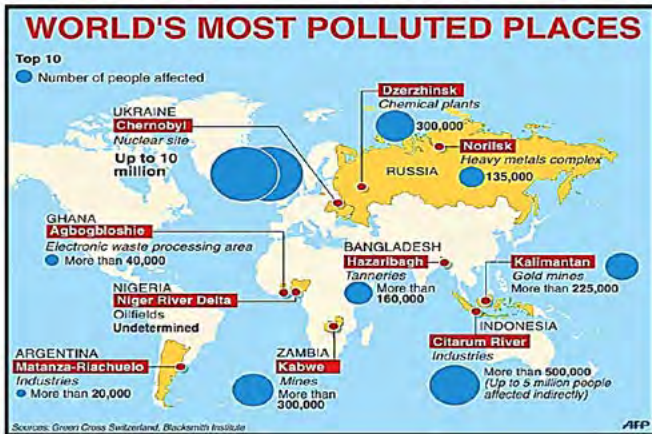 WORLD'S MOST POLLUTED PLACES
Top 10
Number of people affected
UKRAINE
Chernobyl
Nuclear site
Up to 10
million
Dzerzhinsk
Chemical plants
300,000
Norilsk
Heavy metals complex
135,000
RUSSIA
GHANA
Agbogbloshie
Electronic waste processing area
More than 40,000
NIGERIA
Niger River Delta
Oilfields
Undetermined
BANGLADESH
Hazaribagh
Tanneries
More than
160,000
Kalimantan
Gold mines
More than 225,000
INDONESIA
Citarum River
Industries
More than 500,000
(Up to 5 million people
affected indirectly)
ARGENTINA
Matanza-Riachuelo
Industries
More than 20,000
ZAMBIA
Kabwe
Mines
More than
300,000
Sources: Green Cross Switzerland, Blacksmith Institute
AFP